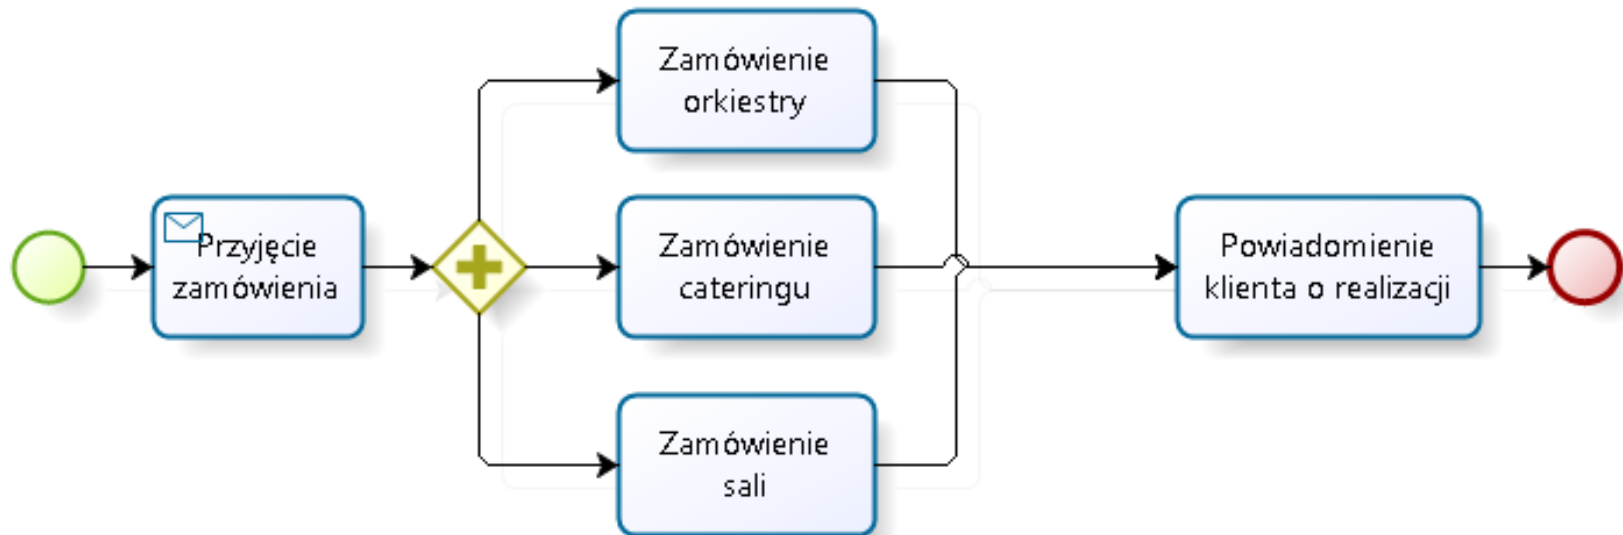 Zamówienie
orkiestry
Przyjęcie
zamówienia
Zamówienie
cateringu
Powiadomienie
klienta o realizacji
Zamówienie
sali